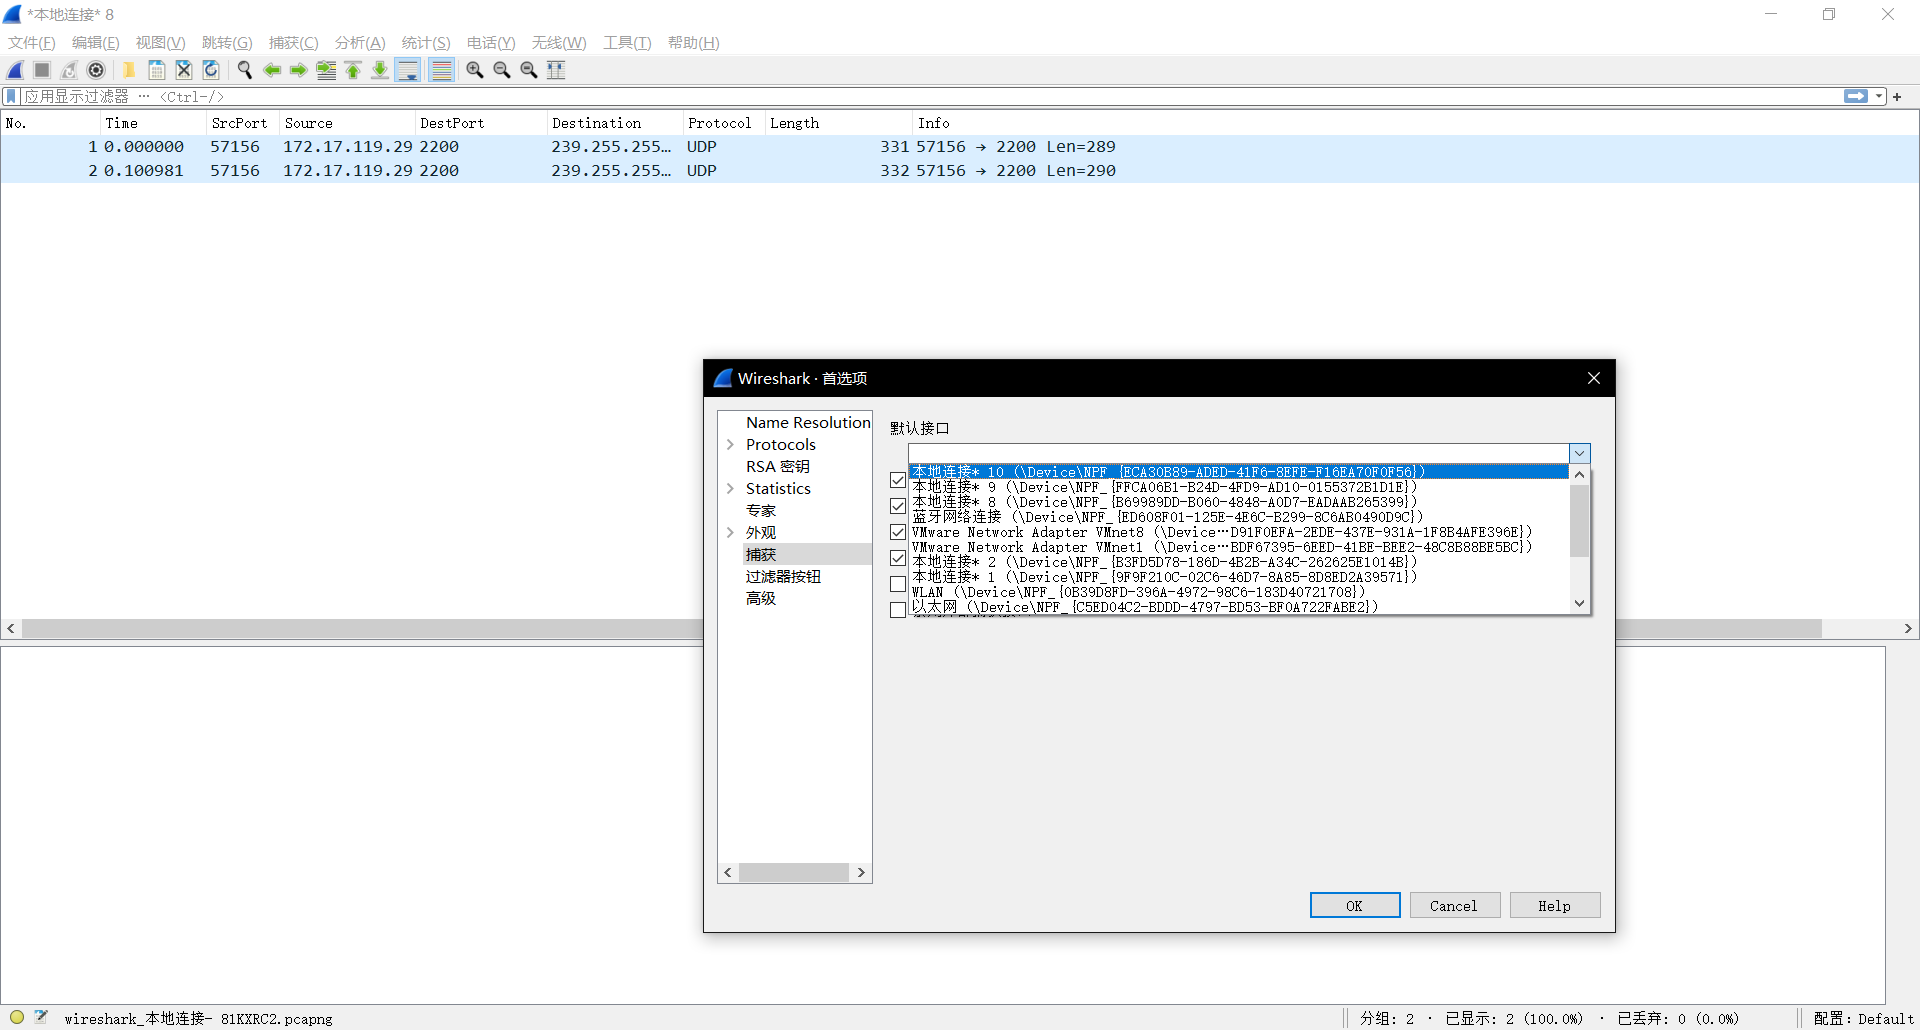 *本地连接* 8
文件(F) 编辑(E) 视图(V) 跳转(G) 捕获(C) 分析(A) 统计(S) 电话(Y) 无线(W) 工具(T) 帮助(H)
应用显示过滤器 … <Ctrl-/>
No. Time SrcPort Source DestPort Destination Protocol Length Info
1 0.000000 57156 172.17.119.29 2200 239.255.255… UDP 331 57156 → 2200 Len=289
2 0.100981 57156 172.17.119.29 2200 239.255.255… UDP 332 57156 → 2200 Len=290
Wireshark · 首选项
Name Resolution
Protocols
RSA 密钥
Statistics
专家
外观
捕获
过滤器按钮
高级
默认接口
本地连接* 10 (\Device\NPF_{ECA30B89-ADED-41F6-8EFE-F16EA70F0F56})
本地连接* 9 (\Device\NPF_{FFCA06B1-B24D-4FD9-AD10-0155372B1D1E})
本地连接* 8 (\Device\NPF_{B69989DD-B060-4848-A0D7-EADAAB265399})
蓝牙网络连接 (\Device\NPF_{ED608F01-125E-4E6C-B299-8C6AB0490D9C})
VMware Network Adapter VMnet8 (\Device…D91F0EFA-2EDE-437E-931A-1F8B4AFE396E})
VMware Network Adapter VMnet1 (\Device…BDF67395-6EED-41BE-BEE2-48C8B88BE5BC})
本地连接* 2 (\Device\NPF_{B3FD5D78-186D-4B2B-A34C-262625E1014B})
本地连接* 1 (\Device\NPF_{9F9F210C-02C6-46D7-8A85-8D8ED2A39571})
WLAN (\Device\NPF_{0B39D8FD-396A-4972-98C6-183D40721708})
以太网 (\Device\NPF_{C5ED04C2-BDDD-4797-BD53-BF0A722FABE2})
OK Cancel Help
wireshark_本地连接- 81KXRC2.pcapng
分组: 2 · 已显示: 2 (100.0%) · 已丢弃: 0 (0.0%)
配置: Default